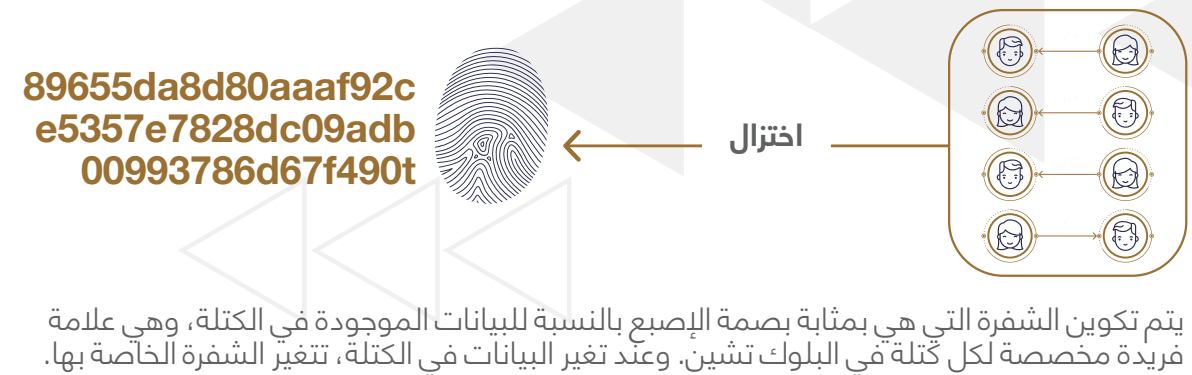 89655da8d80aaaf92c
e5357e7828dc09adb
00993786d67f490t
اختزال
يتم تكوين الشفرة التي هي بمثابة بصمة الإصبع بالنسبة للبيانات الموجودة في الكتلة، وهي علامة
فريدة مخصصة لكل كتلة في البلوك تشين. وعند تغير البيانات في الكتلة، تتغير الشفرة الخاصة بها.